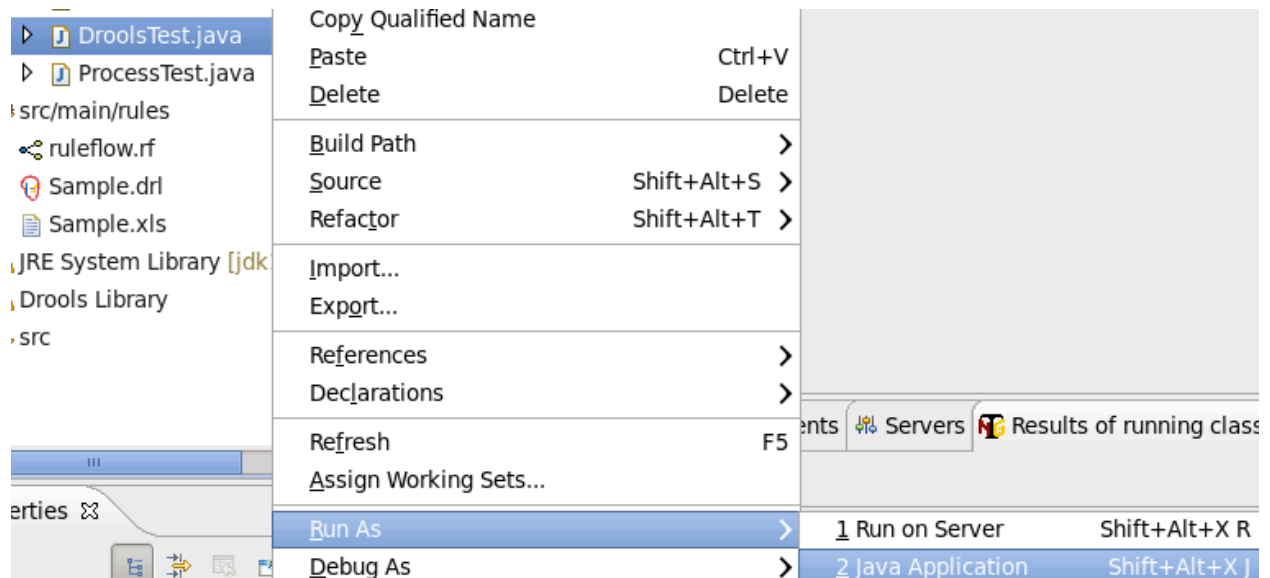 DroolsTest.java
ProcessTest.java
src/main/rules
ruleflow.rf
Sample.drl
Sample.xls
JRE System Library [jdk
Drools Library
src
erties
Copy Qualified Name
Paste Ctrl+V
Delete Delete
Build Path
Source Shift+Alt+S
Refactor Shift+Alt+T
Import...
Export...
References
Declarations
Refresh F5
Assign Working Sets...
Run As
Debug As
ents Servers Results of running class
1 Run on Server Shift+Alt+X R
2 Java Application Shift+Alt+X J